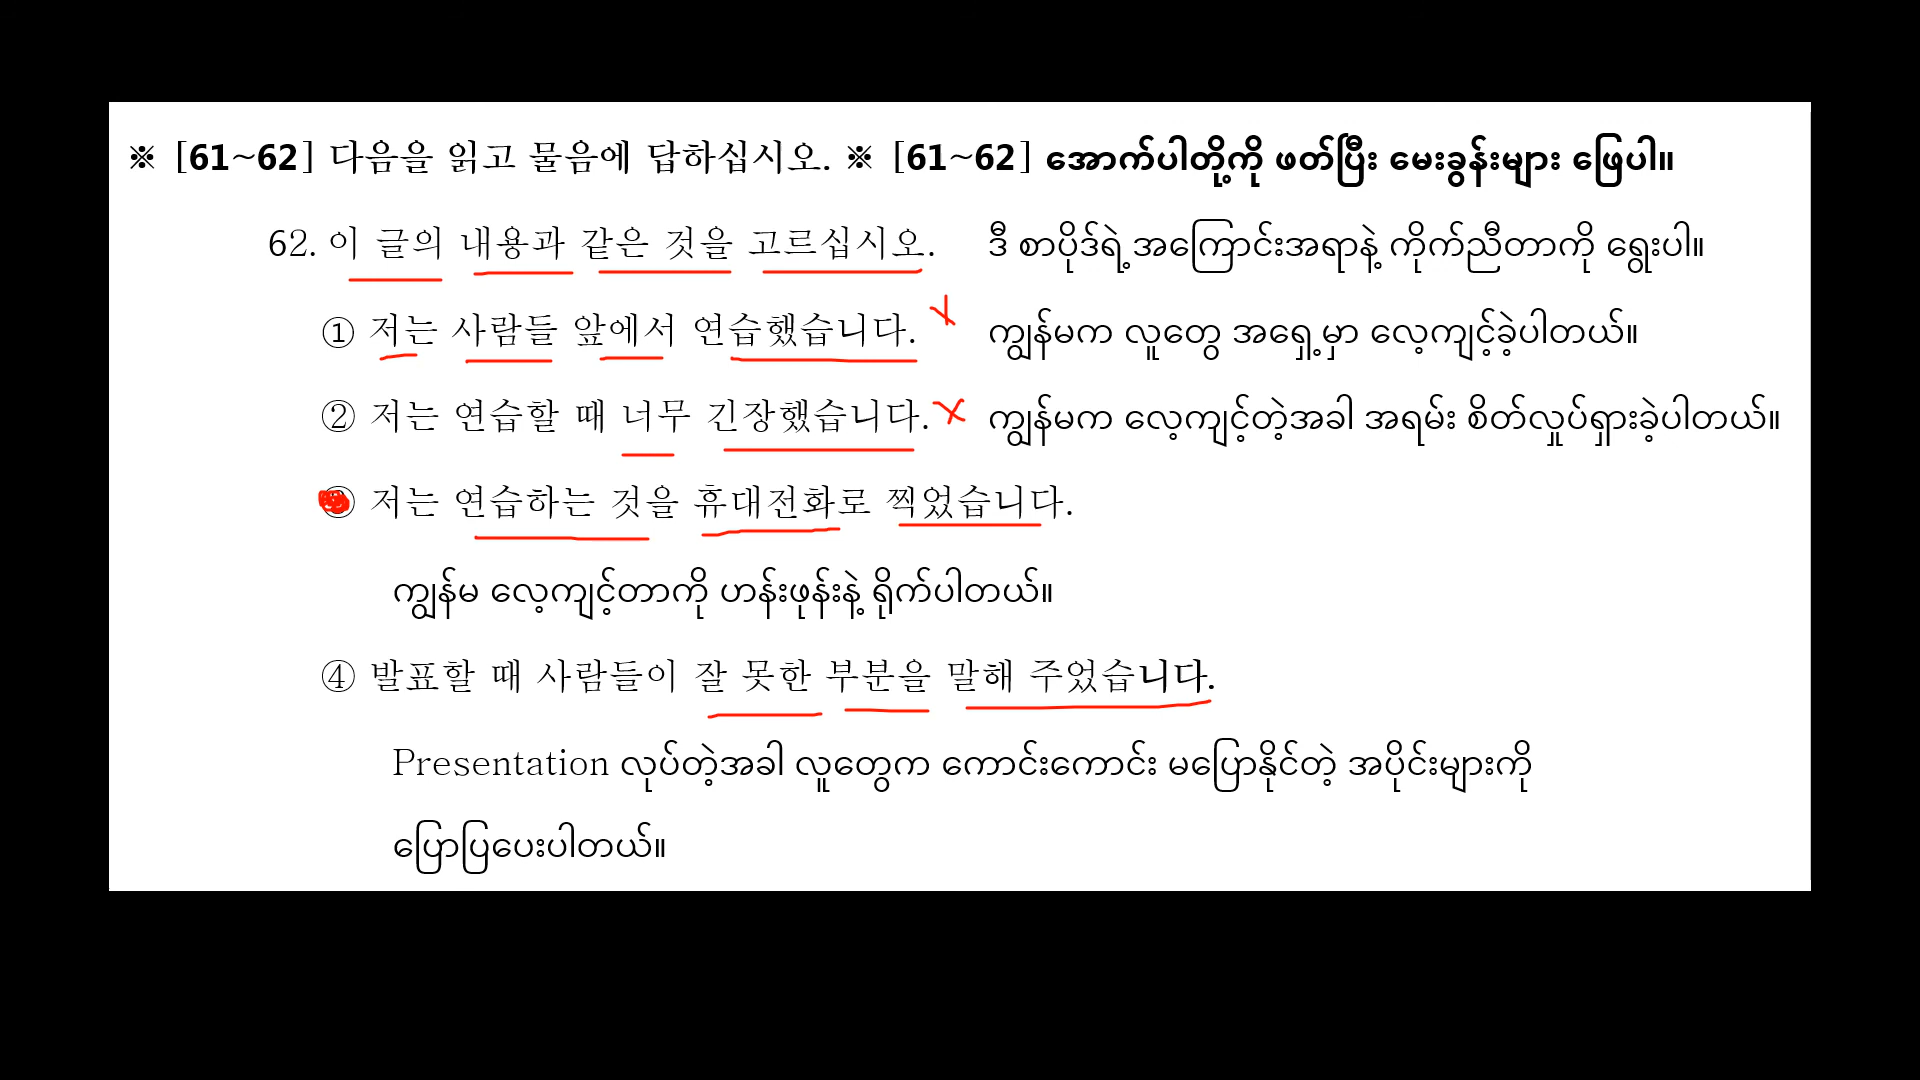 ※ [61~62] 다음을 읽고 물음에 답하십시오. ※ [61~62] အောက်ပါတို့ကို ဖတ်ပြီး မေးခွန်းများ ဖြေပါ။
62. 이 글의 내용과 같은 것을 고르십시오. ဒီ စာပိုဒ်ရဲ့အကြောင်းအရာနဲ့ ကိုက်ညီတာကို ရွေးပါ။
① 저는 사람들 앞에서 연습했습니다. ကျွန်မက လူတွေ အရှေ့မှာ လေ့ကျင့်ခဲ့ပါတယ်။
② 저는 연습할 때 너무 긴장했습니다. ကျွန်မက လေ့ကျင့်တဲ့အခါ အရမ်း စိတ်လှုပ်ရှားခဲ့ပါတယ်။
③ 저는 연습하는 것을 휴대전화로 찍었습니다.
ကျွန်မ လေ့ကျင့်တာကို ဟန်းဖုန်းနဲ့ ရိုက်ပါတယ်။
④ 발표할 때 사람들이 잘 못한 부분을 말해 주었습니다.
Presentation လုပ်တဲ့အခါ လူတွေက ကောင်းကောင်း မပြောနိုင်တဲ့ အပိုင်းများကို
ပြောပြပေးပါတယ်။